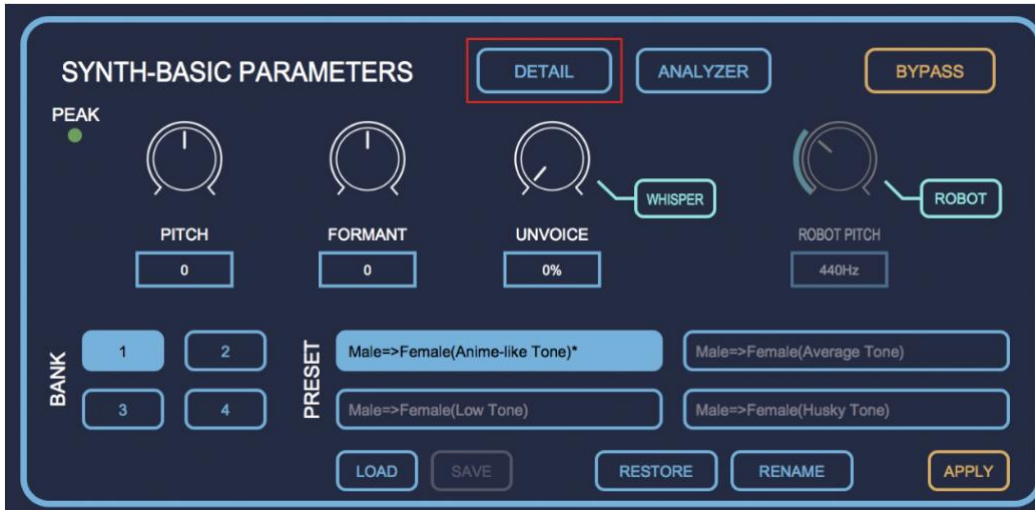 SYNTH-BASIC PARAMETERS DETAIL ANALYZER BYPASS
PEAK
WHISPER ROBOT
PITCH FORMANT UNVOICE ROBOT PITCH
0 0 0% 440Hz
BANK
1 2
3 4
PRESET
Male=>Female(Anime-like Tone)* Male=>Female(Average Tone)
Male=>Female(Low Tone) Male=>Female(Husky Tone)
LOAD SAVE RESTORE RENAME APPLY